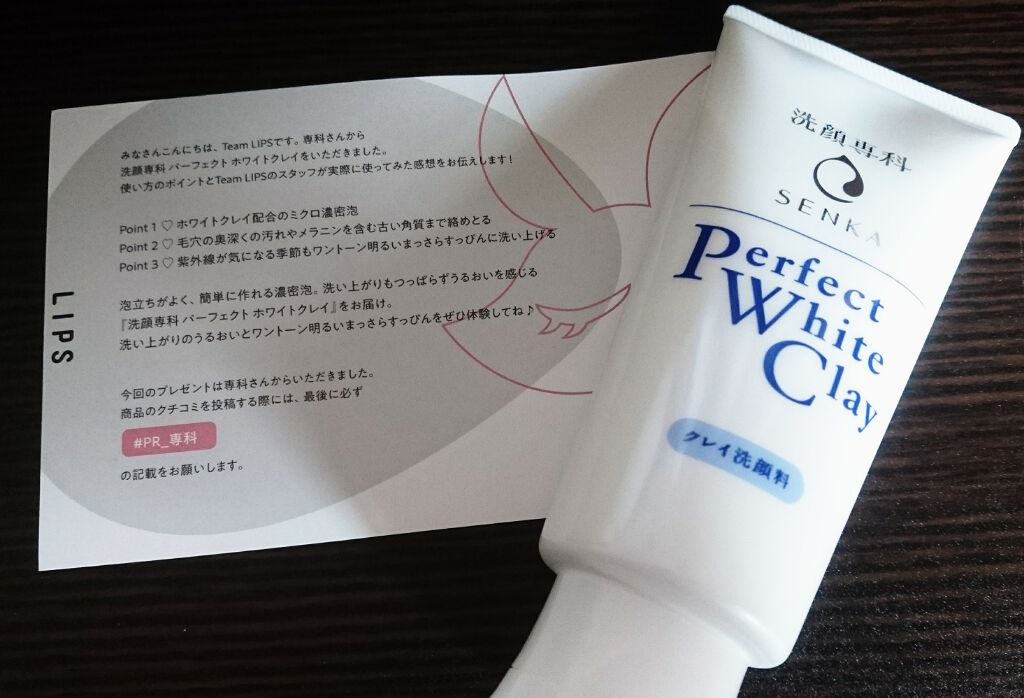 みなさんこんにちは、Team LIPSです。専科さんから
洗顔専科 パーフェクト ホワイトクレイをいただきました。
使い方のポイントとTeam LIPSのスタッフが実際に使ってみた感想をお伝えします!
Point 1 ♡ ホワイトクレイ配合のミクロ濃密泡
Point 2 ♡ 毛穴の奥深くの汚れやメラニンを含む古い角質まで絡めとる
Point 3 ♡ 紫外線が気になる季節もワントーン明るいまっさらすっぴんに洗い上げる
泡立ちがよく、簡単に作れる濃密泡。洗い上がりもつっぱらずうるおいを感じる
『洗顔専科 パーフェクト ホワイトクレイ』をお届け。
洗い上がりのうるおいとワントーン明るいまっさらすっぴんをぜひ体験してね♪
今回のプレゼントは専科さんからいただきました。
商品のクチコミを投稿する際には、最後に必ず
#PR_専科
の記載をお願いします。
LIPS
洗顔専科
SENKA
Perfect
White
Clay
クレイ洗顔料